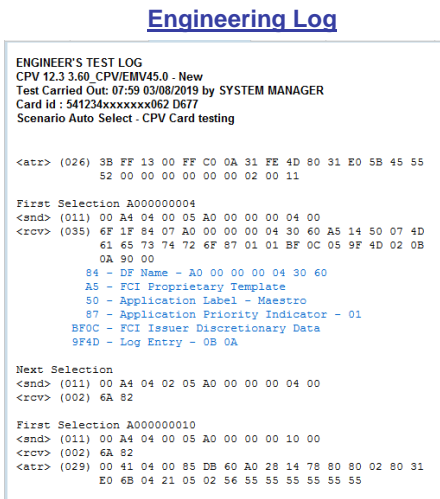 Engineering Log
ENGINEER'S TEST LOG
CPV 12.3 3.60_CPV/EMV45.0 - New
Test Carried Out: 07:59 03/08/2019 by SYSTEM MANAGER
Card id : 541234xxxxxxx062 D677
Scenario Auto Select - CPV Card testing
<atr> (026) 3B FF 13 00 FF C0 0A 31 FE 4D 80 31 E0 5B 45 55
52 00 00 00 00 00 00 02 00 11
First Selection A000000004
<snd> (011) 00 A4 04 00 05 A0 00 00 00 04 00
<rcv> (035) 6F 1F 84 07 A0 00 00 00 04 30 60 A5 14 50 07 4D
61 65 73 74 72 6F 87 01 01 BF 0C 05 9F 4D 02 0B
0A 90 00
84 - DF Name - A0 00 00 00 04 30 60
A5 - FCI Proprietary Template
50 - Application Label - Maestro
87 - Application Priority Indicator - 01
BF0C - FCI Issuer Discretionary Data
9F4D - Log Entry - 0B 0A
Next Selection
<snd> (011) 00 A4 04 02 05 A0 00 00 00 04 00
<rcv> (002) 6A 82
First Selection A000000010
<snd> (011) 00 A4 04 00 05 A0 00 00 00 10 00
<rcv> (002) 6A 82
<atr> (029) 00 41 04 00 85 DB 60 A0 28 14 78 80 80 02 80 31
E0 6B 04 21 05 02 56 55 55 55 55 55 55